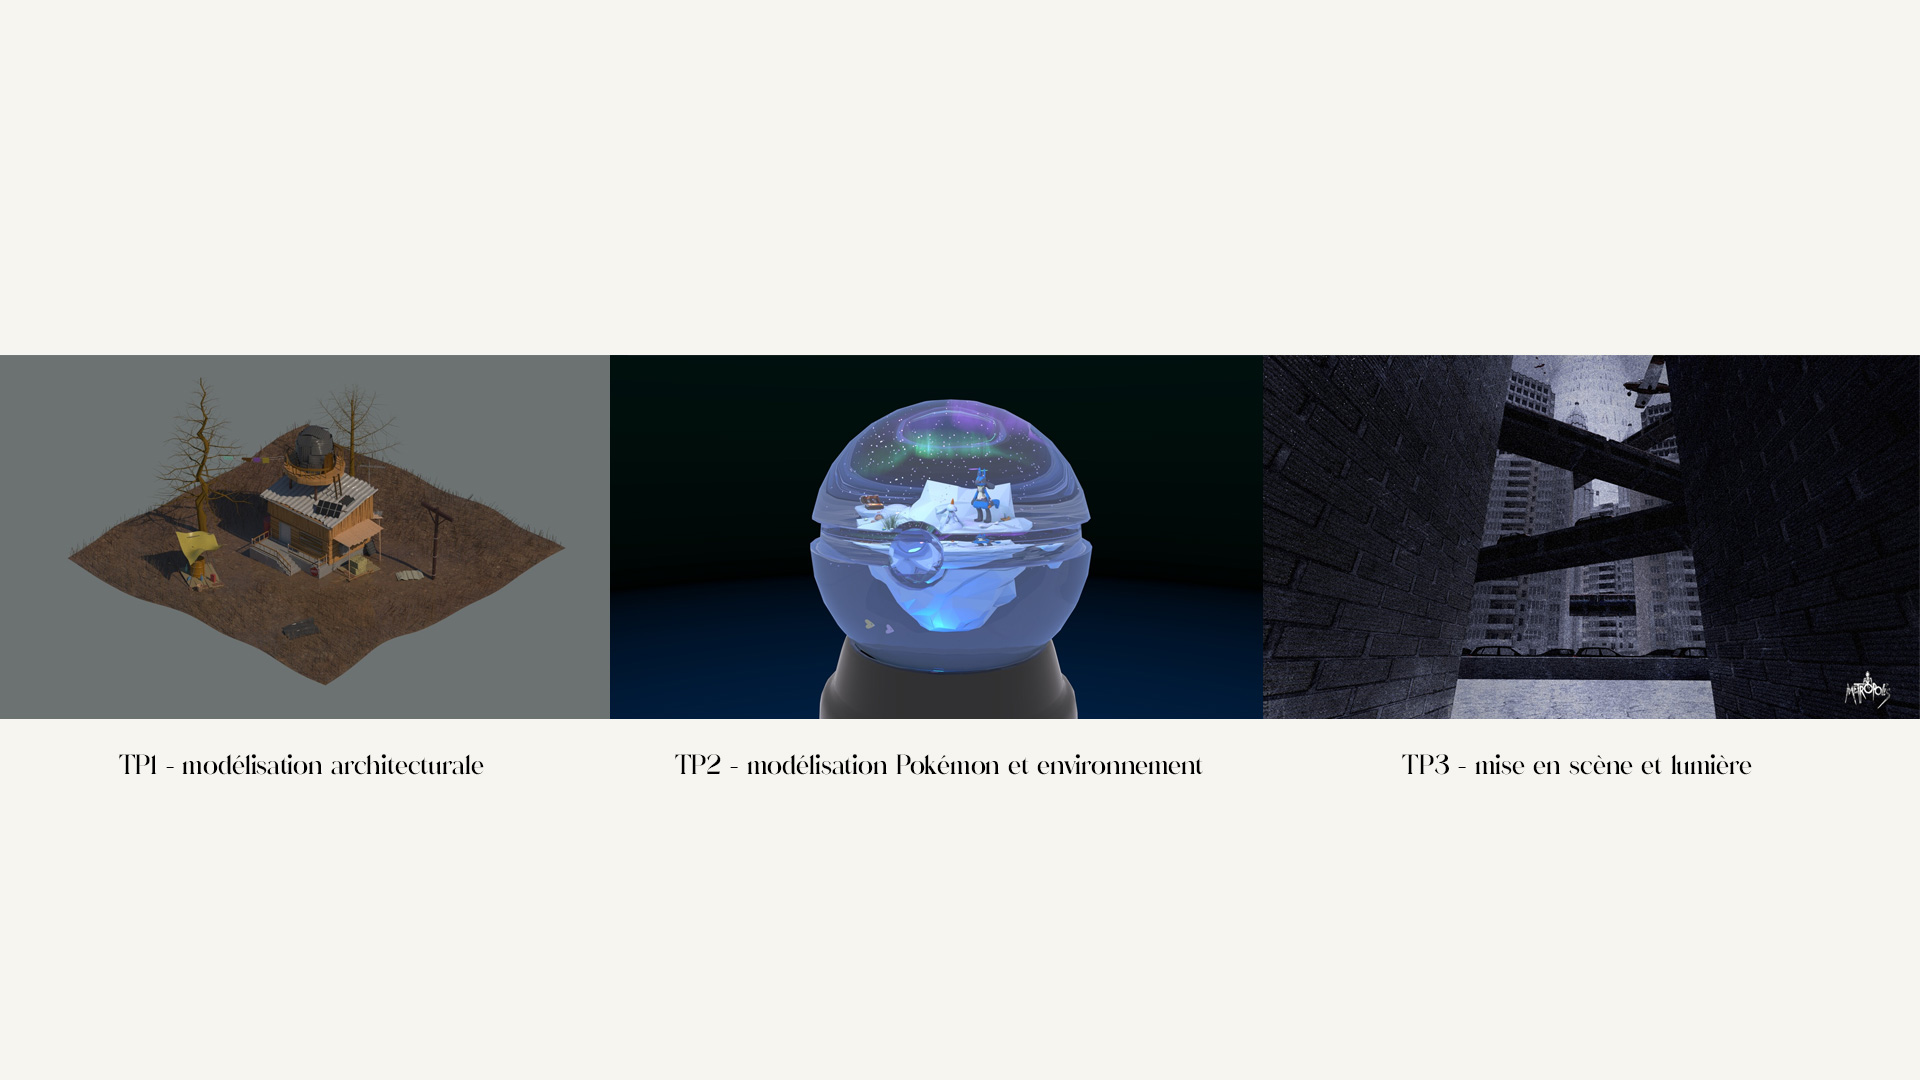 METROPOLIS
TP1 - modélisation architecturale
TP2 - modélisation Pokémon et environnement
TP3 - mise en scène et lumière